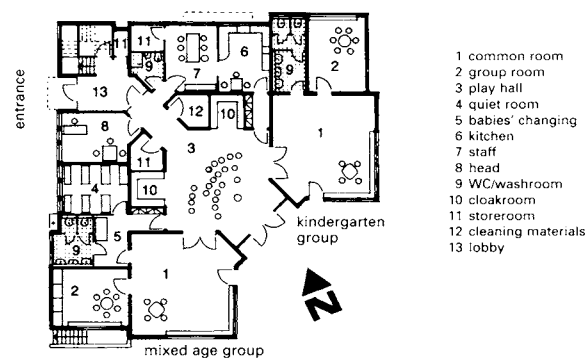 11
11
2
9
6
7
9
13
12
10
1
8
3
11
4
10
5
9
1
2
entrance
kindergarten
group
mixed age group
N
1 common room
2 group room
3 play hall
4 quiet room
5 babies' changing
6 kitchen
7 staff
8 head
9 WC/washroom
10 cloakroom
11 storeroom
12 cleaning materials
13 lobby